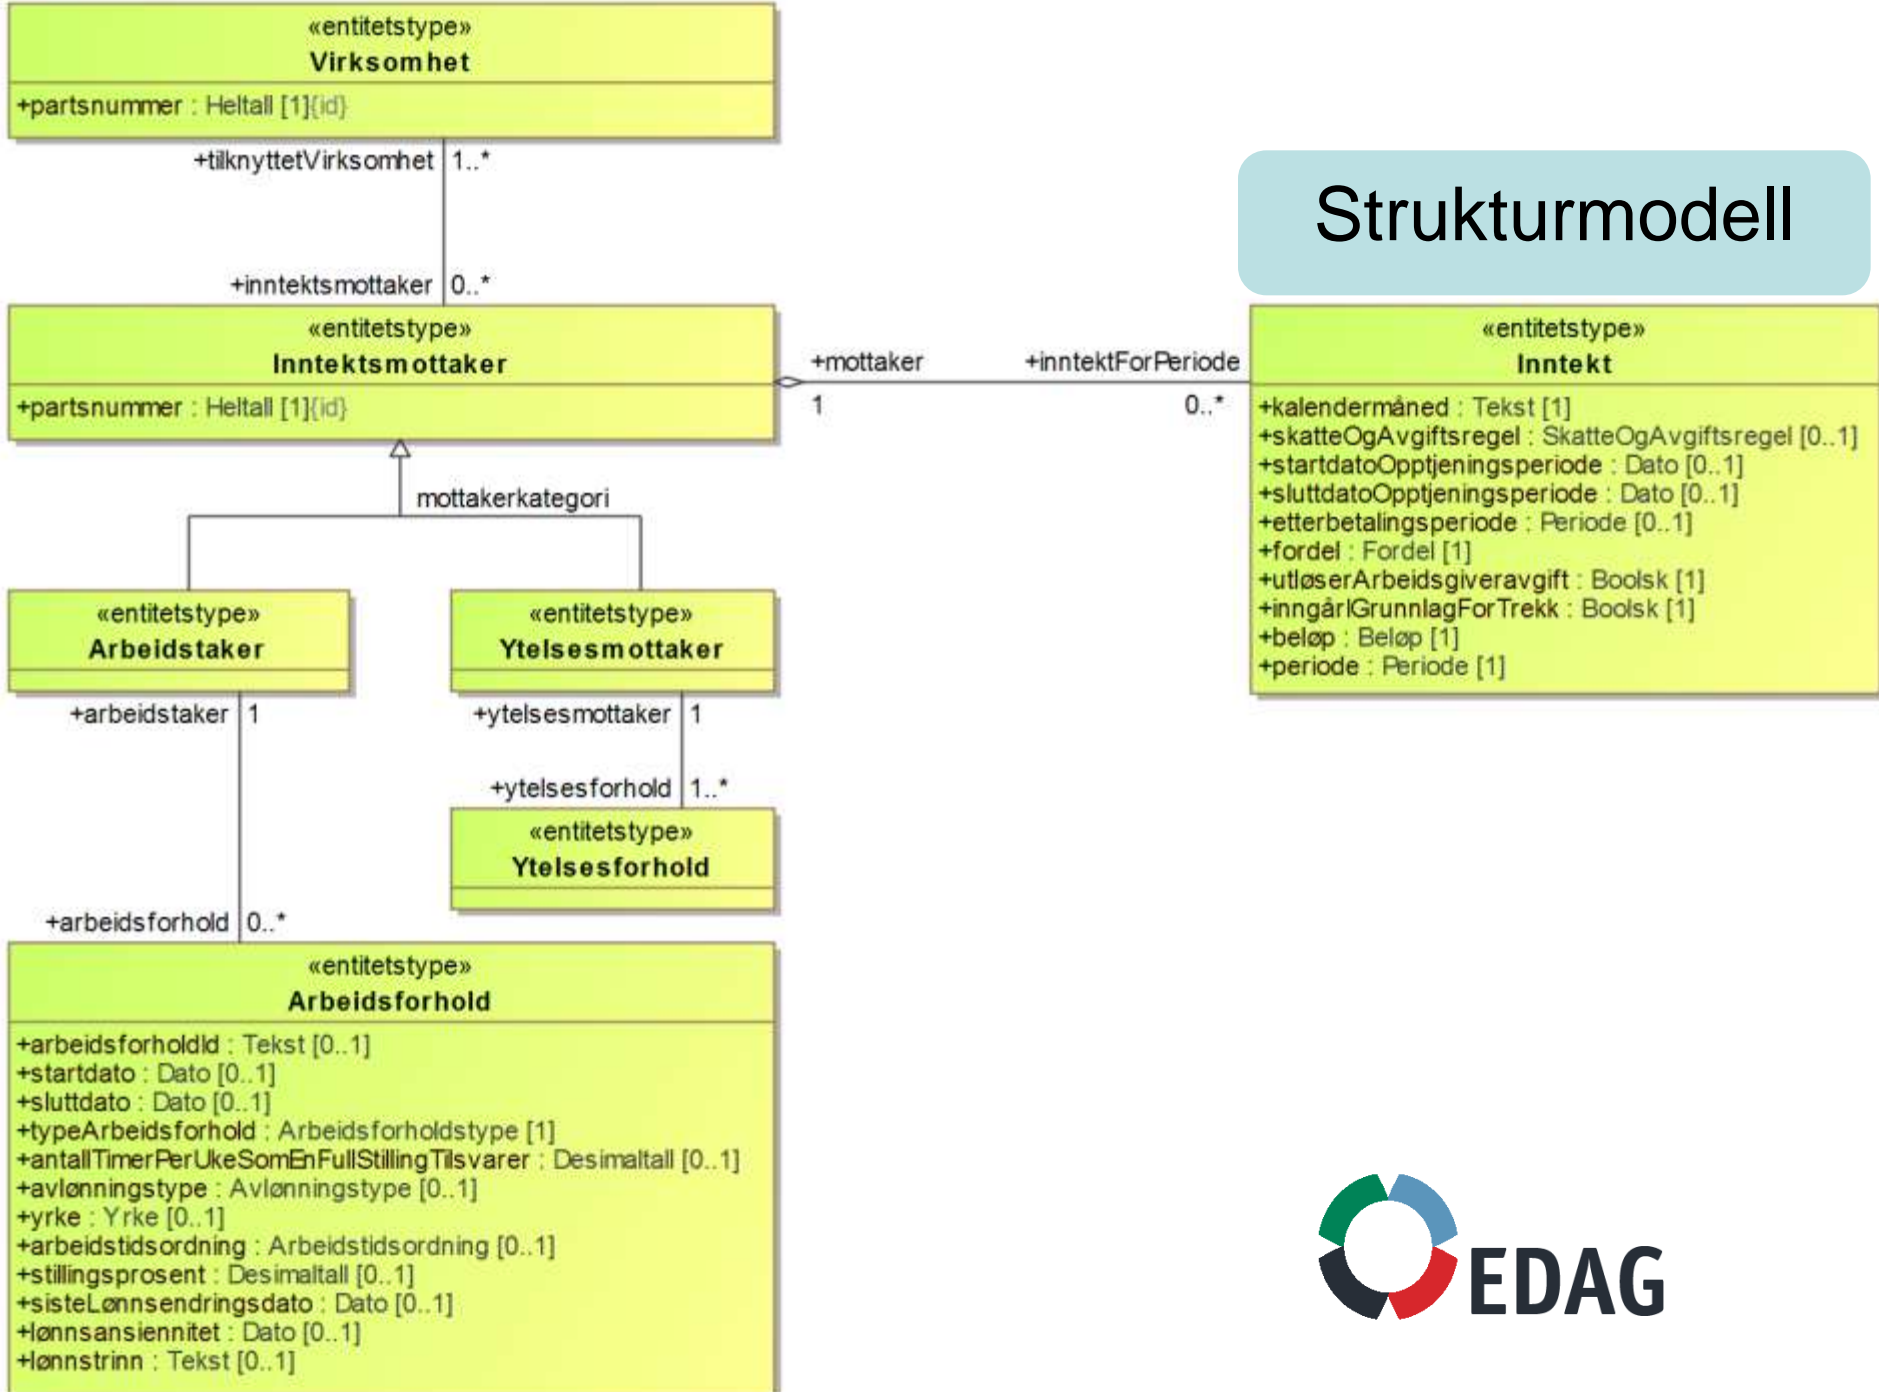 «entitetstype»
Virksomhet
+partsnummer : Heltall [1]{id}
+tilknyttetVirksomhet 1..*
+inntektsmottaker 0..*
«entitetstype»
Inntektsmottaker
+partsnummer : Heltall [1]{id}
+mottaker
1
+inntektForPeriode
0..*
Strukturmodell
«entitetstype»
Inntekt
+kalendermåned : Tekst [1]
+skatteOgAvgiftsregel : SkatteOgAvgiftsregel [0..1]
+startdatoOpptjeningsperiode : Dato [0..1]
+sluttdatoOpptjeningsperiode : Dato [0..1]
+etterbetalingsperiode : Periode [0..1]
+fordel : Fordel [1]
+utløserArbeidsgiveravgift : Boolsk [1]
+inngårIGrunnlagForTrekk : Boolsk [1]
+beløp : Beløp [1]
+periode : Periode [1]
mottakerkategori
«entitetstype»
Arbeidstaker
«entitetstype»
Ytelsesmottaker
+arbeidstaker 1
+ytelsesmottaker 1
+ytelsesforhold 1..*
«entitetstype»
Ytelsesforhold
+arbeidsforhold 0..*
«entitetstype»
Arbeidsforhold
+arbeidsforholdId : Tekst [0..1]
+startdato : Dato [0..1]
+sluttdato : Dato [0..1]
+typeArbeidsforhold : Arbeidsforholdstype [1]
+antallTimerPerUkeSomEnFullStillingTilsvarer : Desimaltall [0..1]
+avlønningstype : Avlønningstype [0..1]
+yrke : Yrke [0..1]
+arbeidstidsordning : Arbeidstidsordning [0..1]
+stillingsprosent : Desimaltall [0..1]
+sisteLønnsendringsdato : Dato [0..1]
+lønnsansiennitet : Dato [0..1]
+lønnstrinn : Tekst [0..1]
EDAG